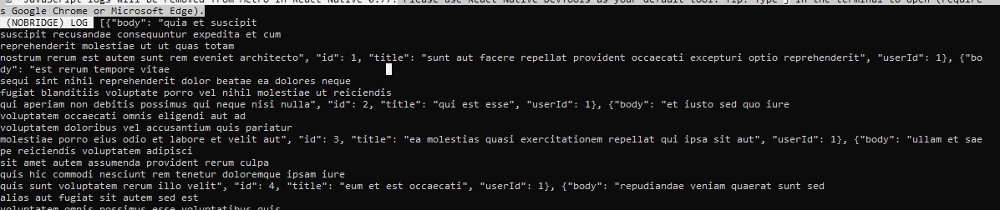 JavaScript logs will be removed from Metro in React Native 0.77. Please use React Native DevTools as your default tool. Tip: Type j in the terminal to open (require
s Google Chrome or Microsoft Edge).
(NOBRIDGE) LOG  [{"body": "quia et suscipit
suscipit recusandae consequuntur expedita et cum
reprehenderit molestiae ut ut quas totam
nostrum rerum est autem sunt rem eveniet architecto", "id": 1, "title": "sunt aut facere repellat provident occaecati excepturi optio reprehenderit", "userId": 1}, {"bo
dy": "est rerum tempore vitae
sequi sint nihil reprehenderit dolor beatae ea dolores neque
fugiat blanditiis voluptate porro vel nihil molestiae ut reiciendis
qui aperiam non debitis possimus qui neque nisi nulla", "id": 2, "title": "qui est esse", "userId": 1}, {"body": "et iusto sed quo iure
voluptatem occaecati omnis eligendi aut ad
voluptatem doloribus vel accusantium quis pariatur
molestiae porro eius odio et labore et velit aut", "id": 3, "title": "ea molestias quasi exercitationem repellat qui ipsa sit aut", "userId": 1}, {"body": "ullam et sae
pe reiciendis voluptatem adipisci
sit amet autem assumenda provident rerum culpa
quis hic commodi nesciunt rem tenetur doloremque ipsam iure
quis sunt voluptatem rerum illo velit", "id": 4, "title": "eum et est occaecati", "userId": 1}, {"body": "repudiandae veniam quaerat sunt sed
alias aut fugiat sit autem sed est
voluptatem omnis possimus esse voluptatibus quis